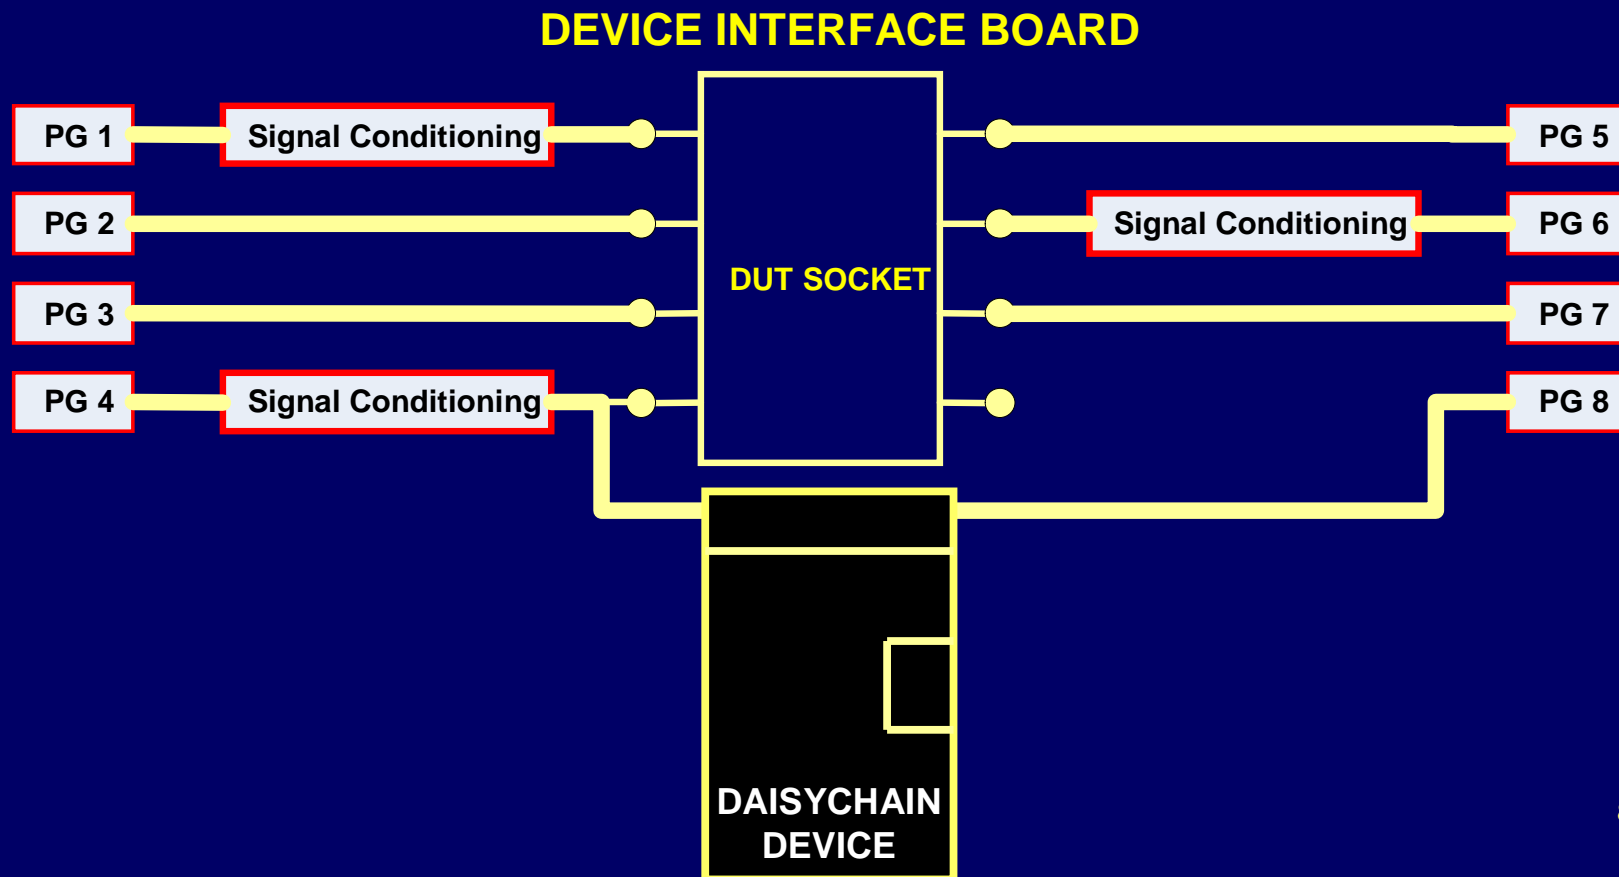 DEVICE INTERFACE BOARD
PG 1
Signal Conditioning
PG 5
PG 2
Signal Conditioning
PG 6
DUT SOCKET
PG 3
PG 7
PG 4
Signal Conditioning
PG 8
DAISYCHAIN
DEVICE